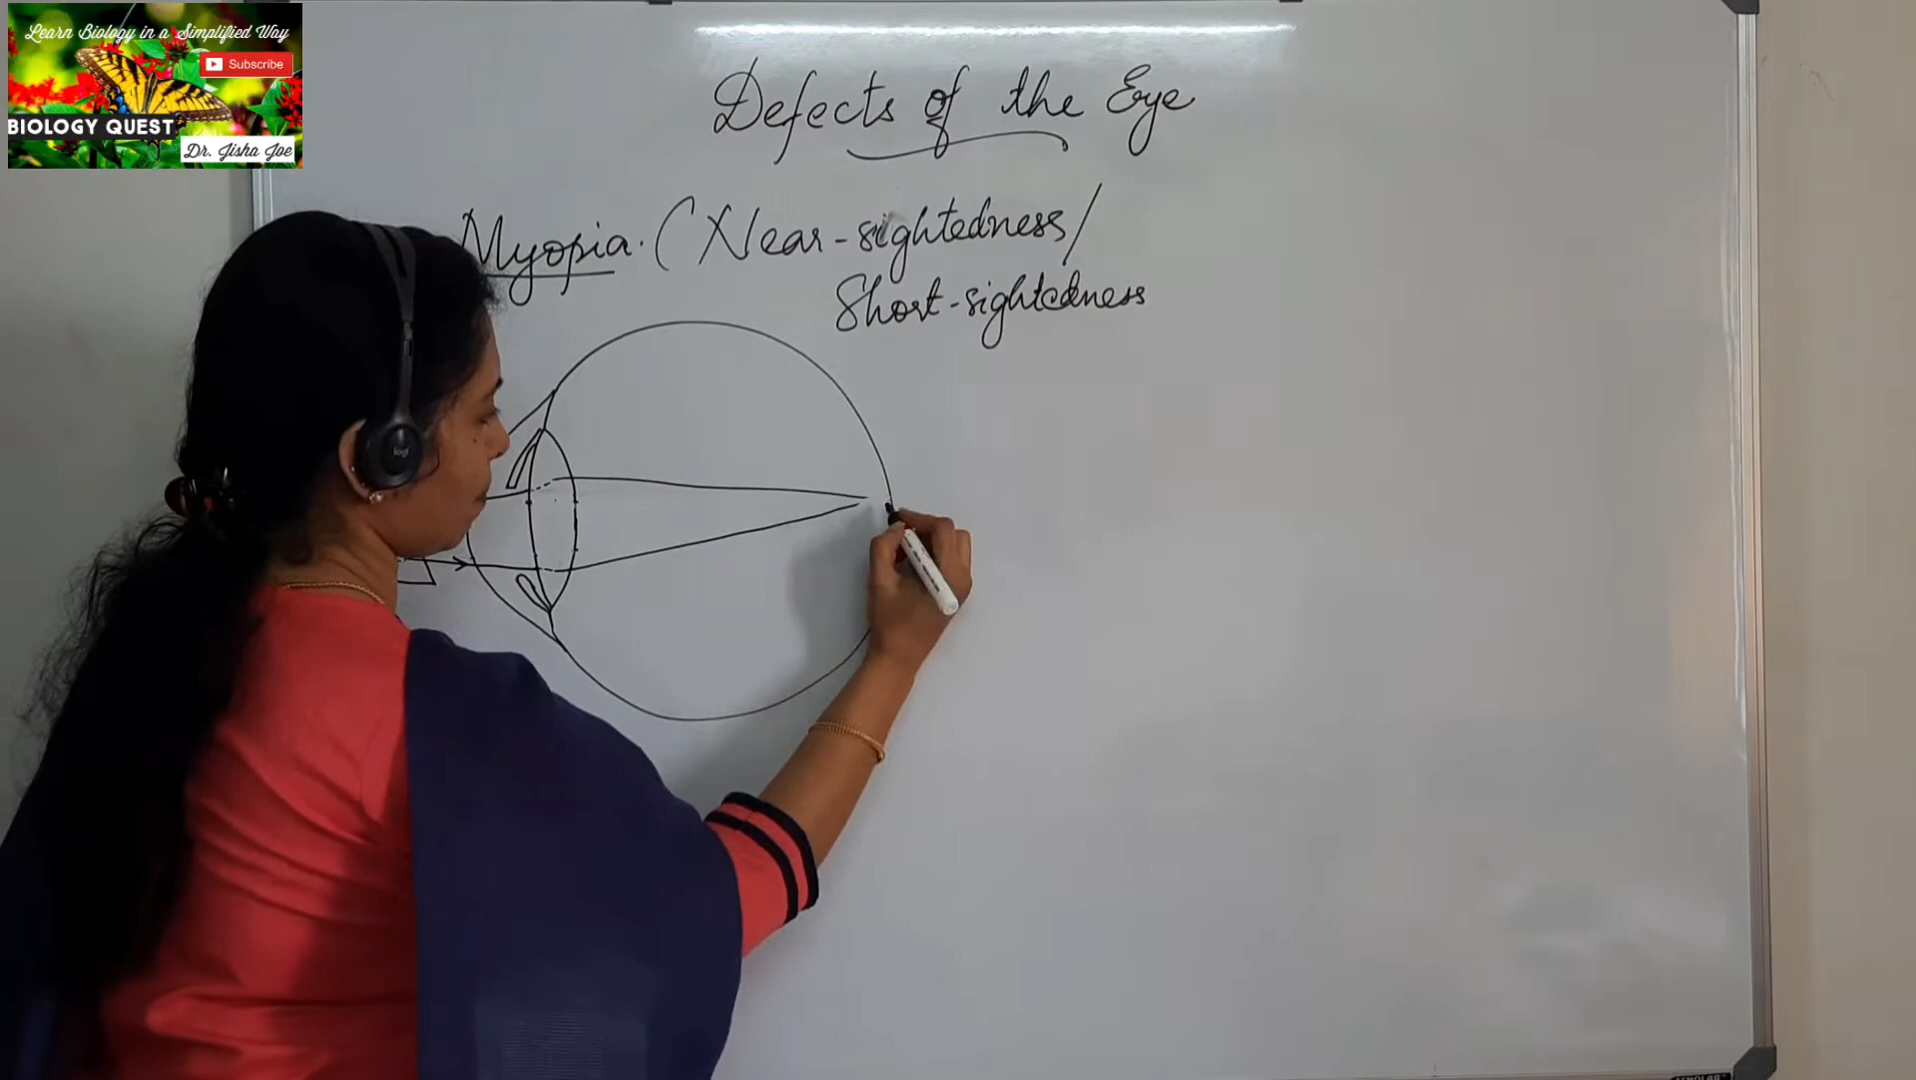 Learn Biology in a Simplified Way
Subscribe
BIOLOGY QUEST
Dr. Jisha Joe
Defects of the Eye
Myopia. (Near-sightedness/
Short-sightedness
logi